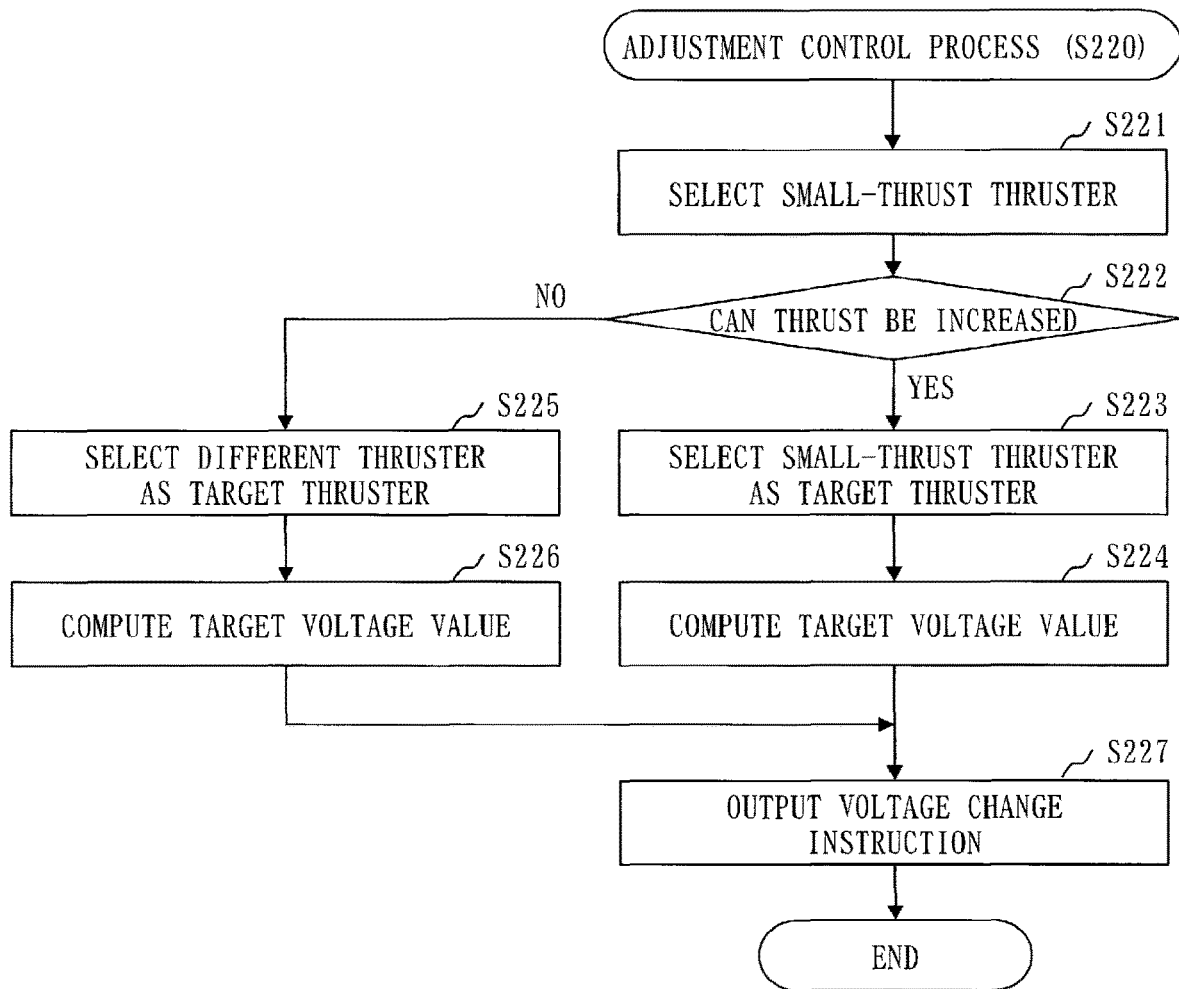 ADJUSTMENT CONTROL PROCESS (S220)
S221
SELECT SMALL-THRUST THRUSTER
S222
CAN THRUST BE INCREASED
NO
YES
S225
SELECT DIFFERENT THRUSTER
AS TARGET THRUSTER
S223
SELECT SMALL-THRUST THRUSTER
AS TARGET THRUSTER
S226
COMPUTE TARGET VOLTAGE VALUE
S224
COMPUTE TARGET VOLTAGE VALUE
S227
OUTPUT VOLTAGE CHANGE
INSTRUCTION
END